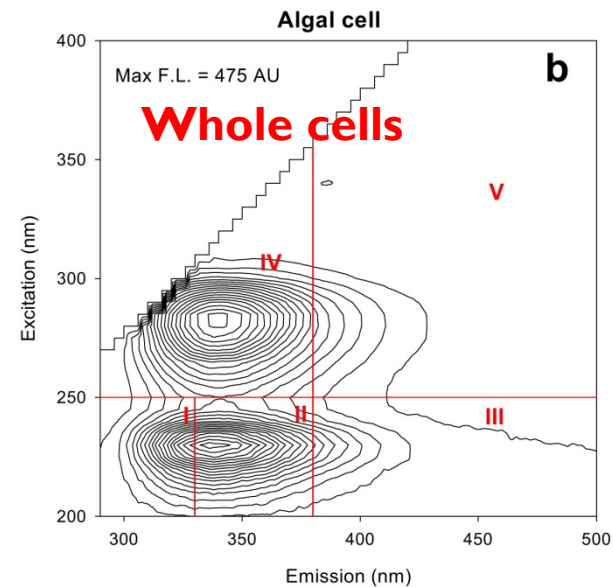 Algal cell
400
Max F.L. = 475 AU
b
Whole cells
350
V
IV
300
Excitation (nm)
250
I
II
III
200
300
350
400
450
500
Emission (nm)